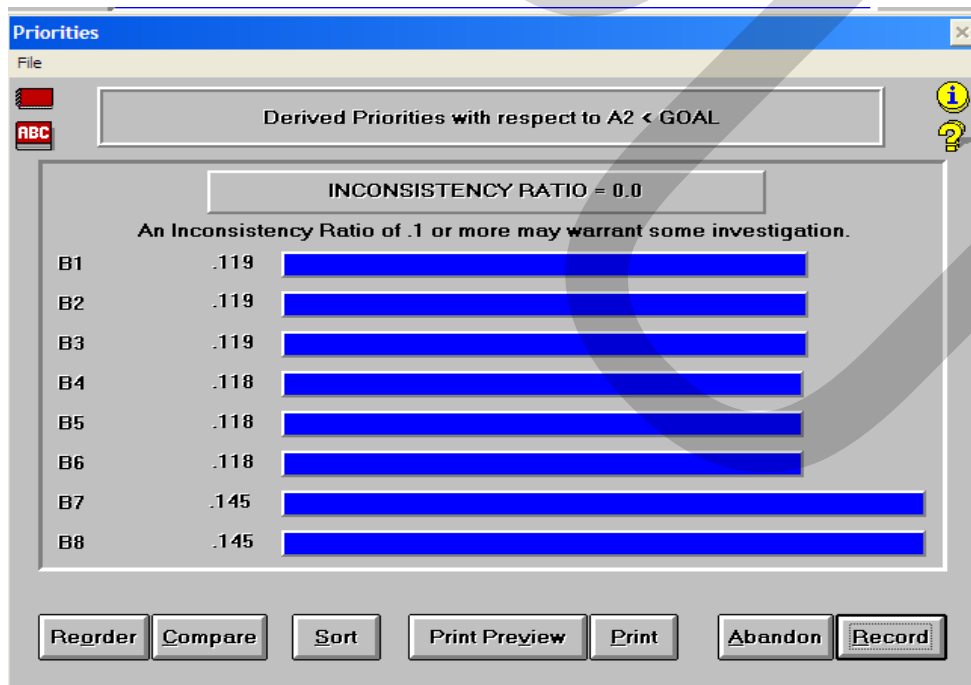 Priorities
File
ABC
Derived Priorities with respect to A2 < GOAL
i
?
INCONSISTENCY RATIO = 0.0
An Inconsistency Ratio of .1 or more may warrant some investigation.
B1 .119
B2 .119
B3 .119
B4 .118
B5 .118
B6 .118
B7 .145
B8 .145
Reorder Compare Sort Print Preview Print Abandon Record